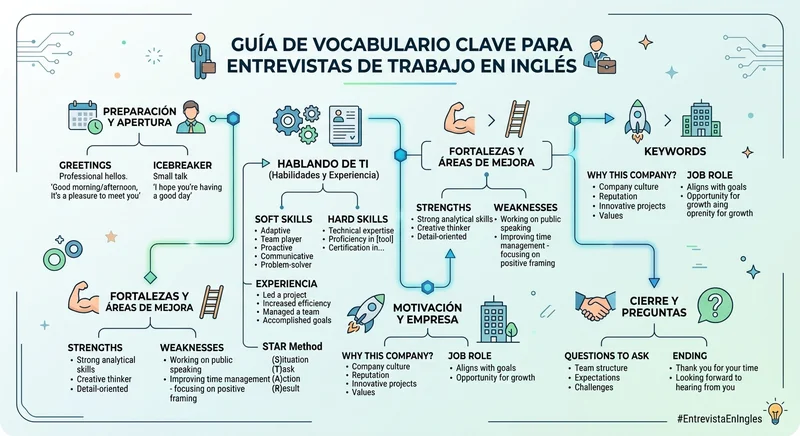 GUÍA DE VOCABULARIO CLAVE PARA
ENTREVISTAS DE TRABAJO EN INGLÉS
PREPARACIÓN
Y APERTURA
GREETINGS
Professional hellos.
'Good morning/afternoon,
It's a pleasure to meet you'
ICEBREAKER
Small talk
'I hope you're having
a good day'
HABLANDO DE TI
(Habilidades y Experiencia)
SOFT SKILLS
• Adaptive
• Team player
• Proactive
• Communicative
• Problem-solver
HARD SKILLS
• Technical expertise
• Proficiency in [tool]
• Certification in...
EXPERIENCIA
• Led a project
• Increased efficiency
• Managed a team
• Accomplished goals
STAR Method
(S)ituation
(T)ask
(A)ction
(R)esult
FORTALEZAS Y
ÁREAS DE MEJORA
STRENGTHS
• Strong analytical skills
• Creative thinker
• Detail-oriented
WEAKNESSES
• Working on public
speaking
• Improving time
management -
focusing on
positive framing
KEYWORDS
WHY THIS COMPANY?
• Company culture
• Reputation
• Innovative projects
• Values
JOB ROLE
• Aligns with goals
• Opportunity for
growth aing
oprenity for growth
FORTALEZAS Y
ÁREAS DE MEJORA
STRENGTHS
• Strong analytical
skills
• Creative thinker
• Detail-oriented
WEAKNESSES
• Working on public
speaking
• Improving time management
- focusing on positive
framing
MOTIVACIÓN
Y EMPRESA
WHY THIS COMPANY?
• Company culture
• Reputation
• Innovative projects
• Values
JOB ROLE
• Aligns with goals
• Opportunity for growth
CIERRE Y
PREGUNTAS
QUESTIONS TO ASK
• Team structure
• Expectations
• Challenges
ENDING
• Thank you for your time
• Looking forward to
hearing from you
#EntrevistaEnIngles